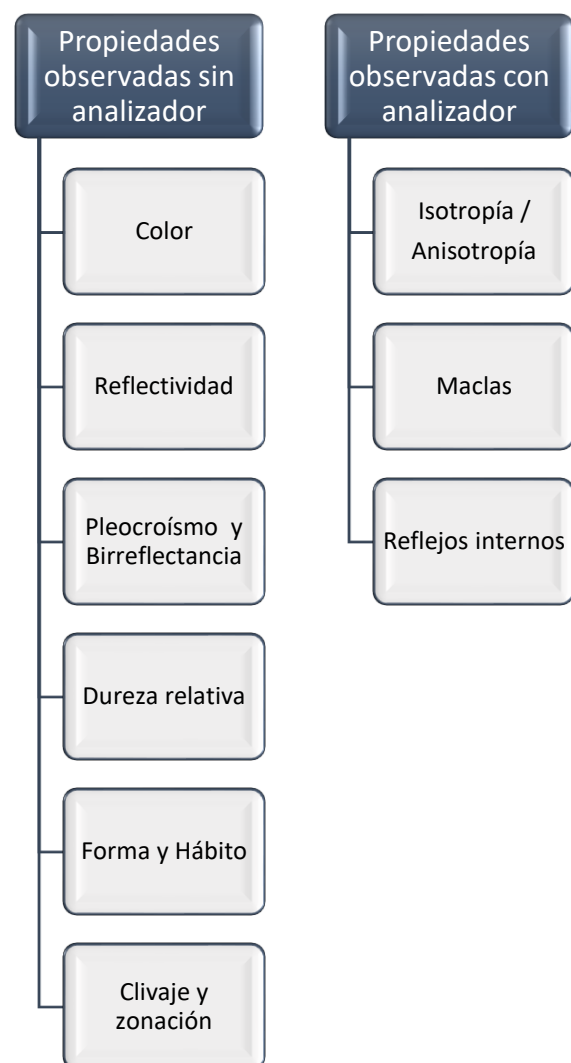 Propiedades
observadas sin
analizador
Color
Reflectividad
Pleocroísmo y
Birreflectancia
Dureza relativa
Forma y Hábito
Clivaje y
zonación
Propiedades
observadas con
analizador
Isotropía /
Anisotropía
Maclas
Reflejos internos